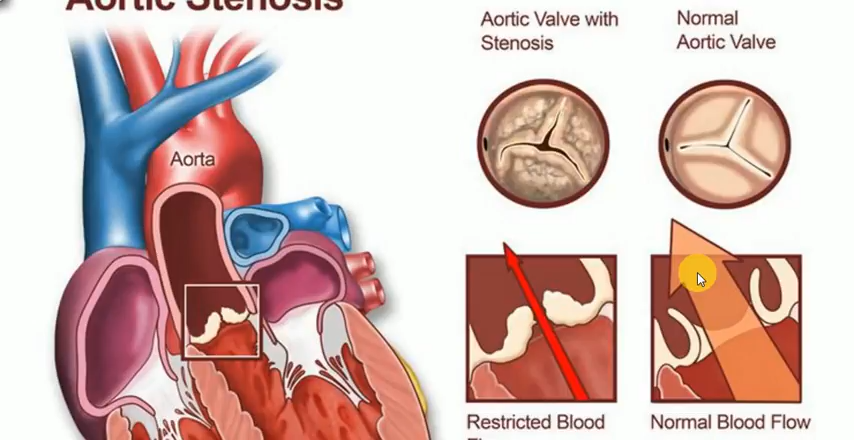 Aortic Stenosis
Aortic Valve with
Stenosis
Normal
Aortic Valve
Aorta
Restricted Blood
Normal Blood Flow